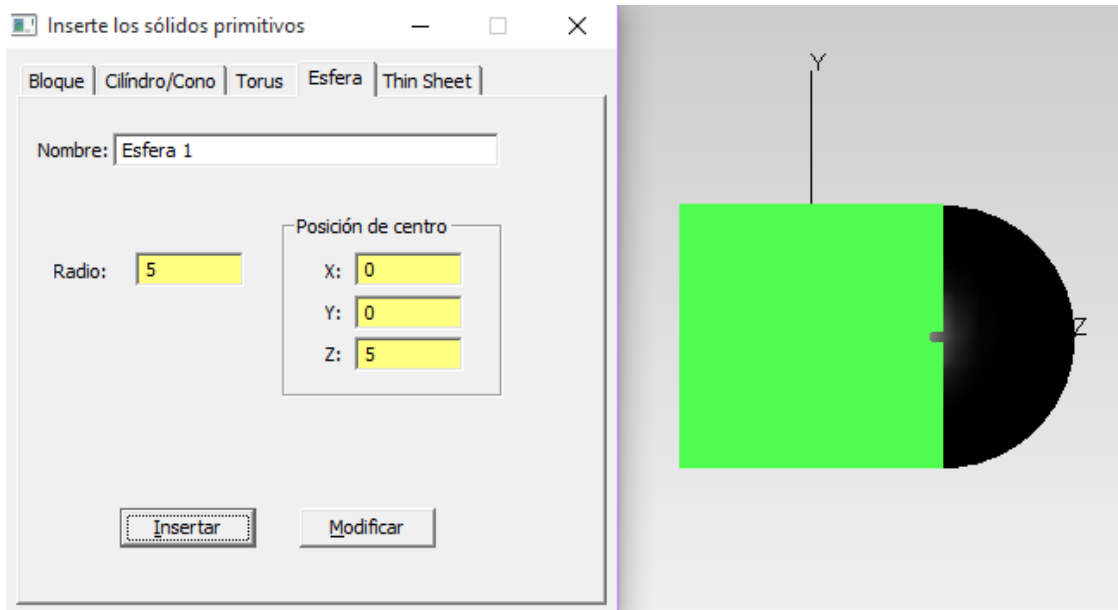 Inserte los sólidos primitivos
Bloque Cilíndro/Cono Torus Esfera Thin Sheet
Nombre: Esfera 1
Posición de centro
Radio: 5
X: 0
Y: 0
Z: 5
Insertar Modificar
Y
Z